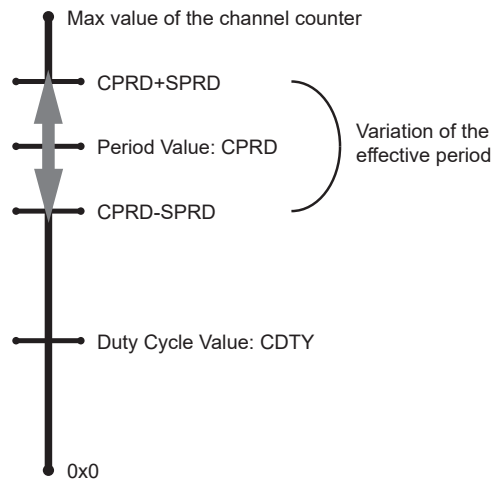 Max value of the channel counter
CPRD+SPRD
Period Value: CPRD
Variation of the
effective period
CPRD-SPRD
Duty Cycle Value: CDTY
0x0